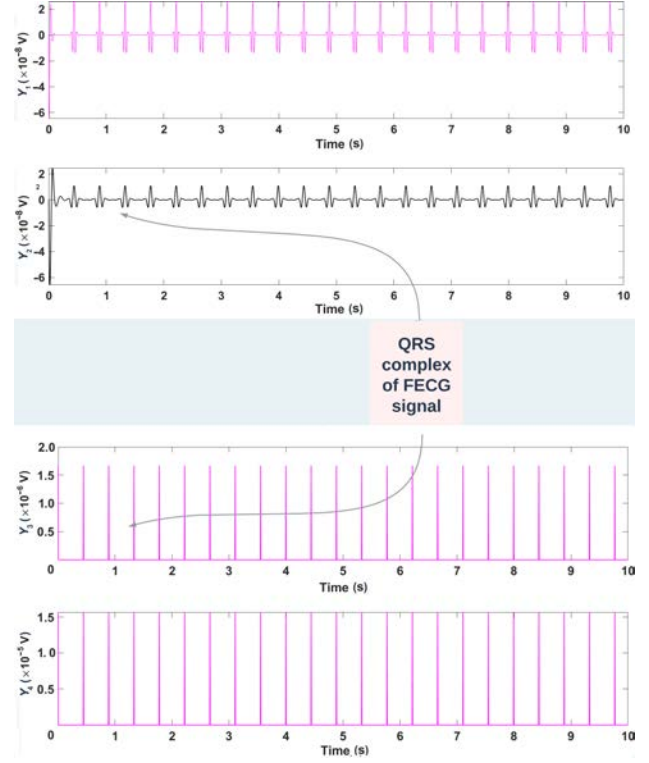 2
0
−2
−4
−6
Y1 (×10⁻⁸ V)
0 1 2 3 4 5 6 7 8 9 10
Time (s)
2
0
−2
−4
−6
Y2 (×10⁻⁸ V)
0 1 2 3 4 5 6 7 8 9 10
Time (s)
QRS
complex
of FECG
signal
2.0
1.5
1.0
0.5
Y3 (×10⁻⁶ V)
1 2 3 4 5 6 7 8 9 10
Time (s)
1.5
1.0
0.5
Y4 (×10⁻⁵ V)
1 2 3 4 5 6 7 8 9 10
Time (s)